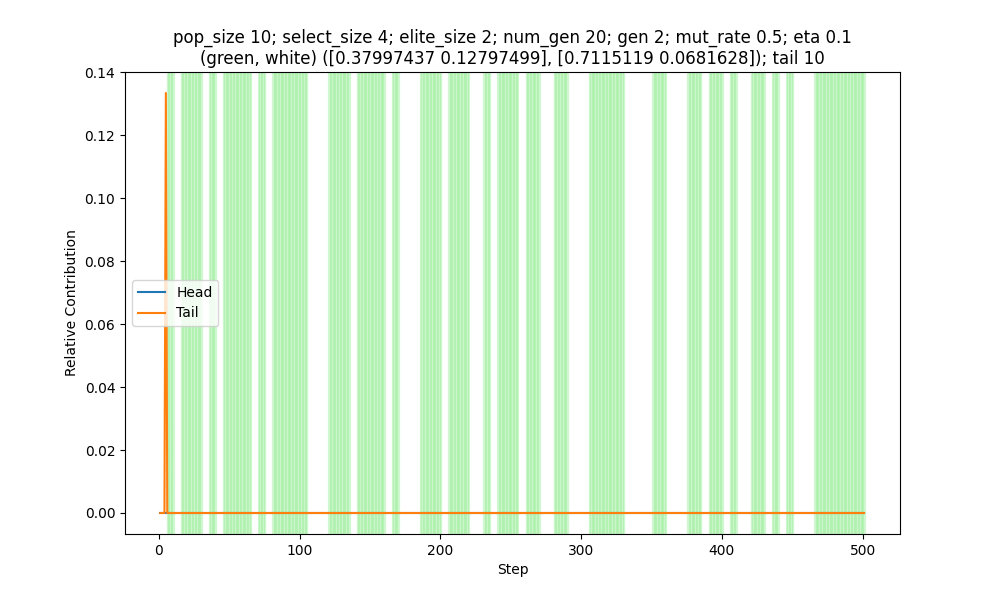 pop_size 10; select_size 4; elite_size 2; num_gen 20; gen 2; mut_rate 0.5; eta 0.1
(green, white) ([0.37997437 0.12797499], [0.7115119 0.0681628]); tail 10
0.14
0.12
0.10
0.08
0.06
0.04
0.02
0.00
Relative Contribution
Head
Tail
0
100
200
300
400
500
Step